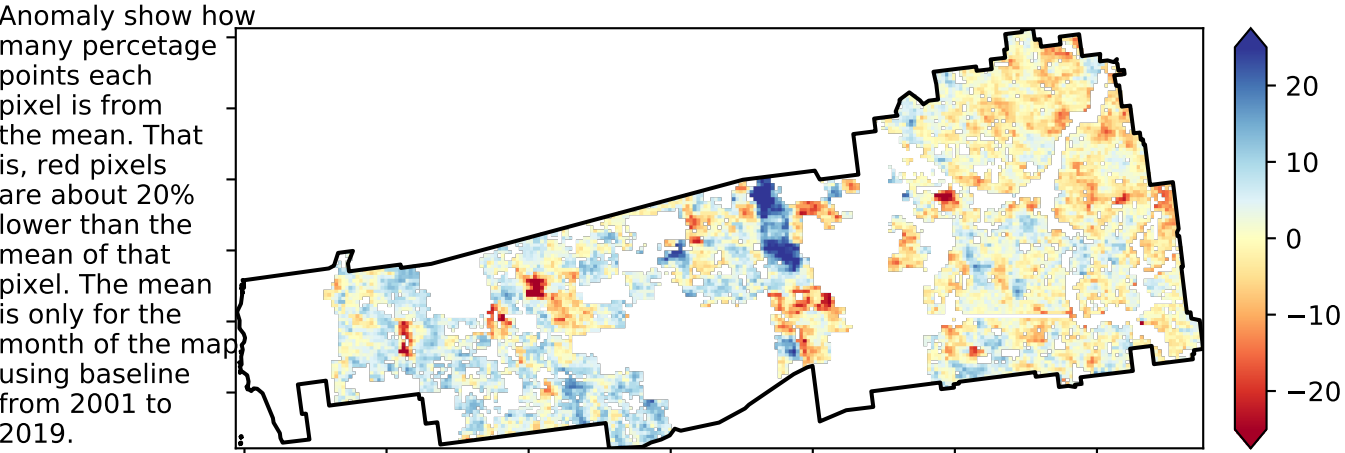 Anomaly show how
many percetage
points each
pixel is from
the mean. That
is, red pixels
are about 20%
lower than the
mean of that
pixel. The mean
is only for the
month of the map
using baseline
from 2001 to
2019.
20
10
0
−10
−20